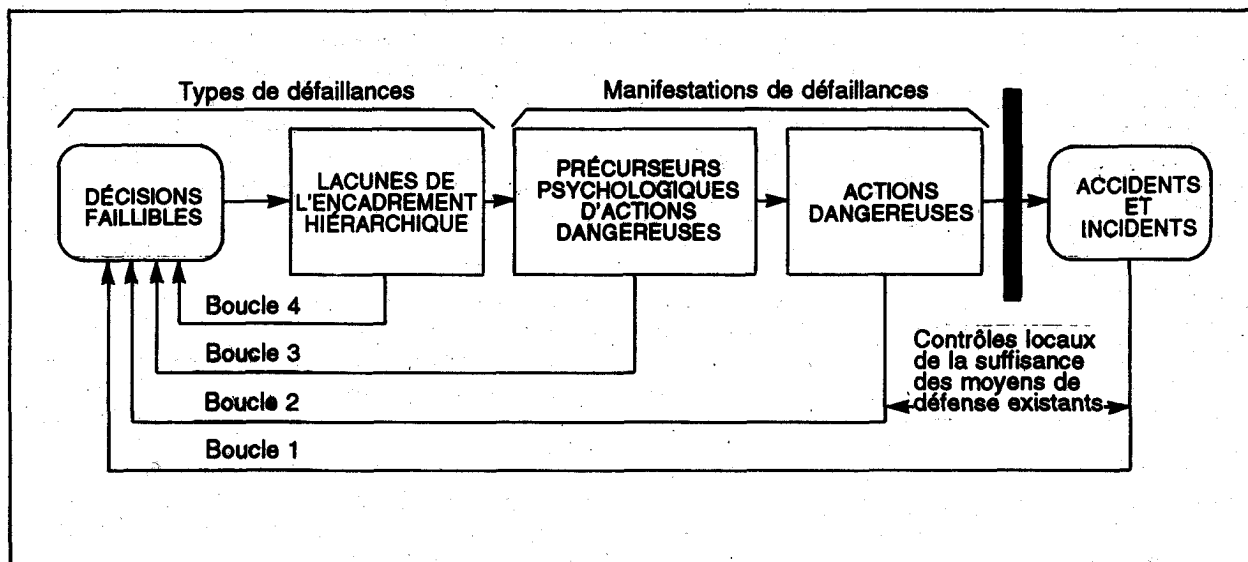 Types de défaillances
Manifestations de défaillances
DÉCISIONS
FAILLIBLES
LACUNES DE
L'ENCADREMENT
HIÉRARCHIQUE
PRÉCURSEURS
PSYCHOLOGIQUES
D'ACTIONS
DANGEREUSES
ACTIONS
DANGEREUSES
ACCIDENTS
ET
INCIDENTS
Boucle 4
Boucle 3
Boucle 2
Boucle 1
Contrôles locaux
de la suffisance
des moyens de
défense existants